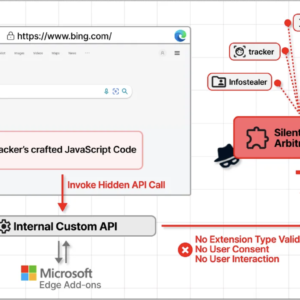 https://www.bing.com/
tracker
Infostealer
acker's crafted JavaScript Code
Silent
Arbitr
Invoke Hidden API Call
Internal Custom API
No Extension Type Valid
No User Consent
No User Interaction
Microsoft
Edge Add-ons